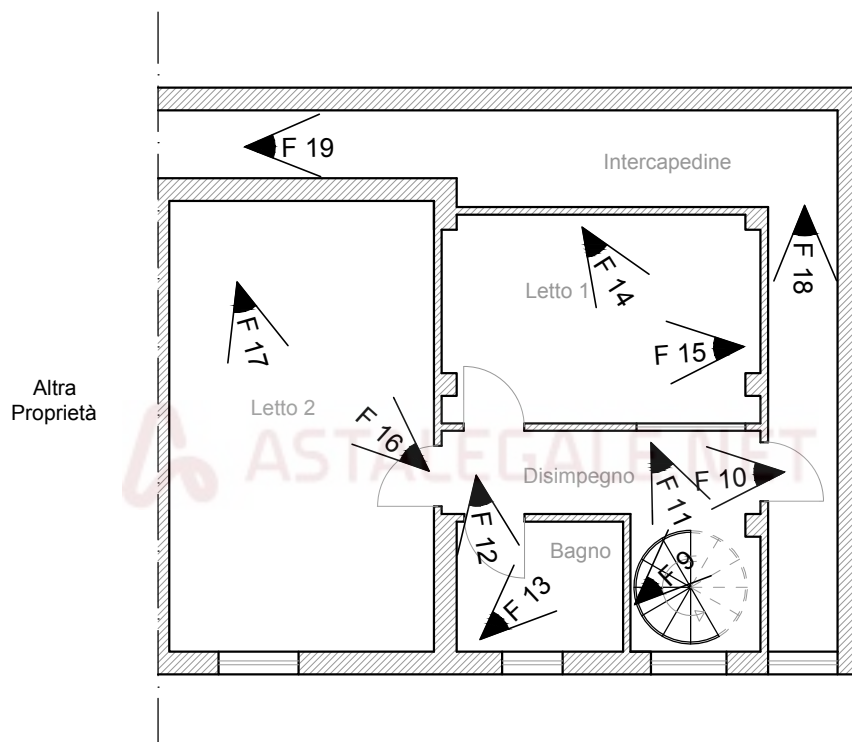 F 19
Intercapedine
F 18
Letto 1
F 14
F 17
F 15
Altra
Proprietà
Letto 2
F 16
ASTALEGALE.NET
Disimpegno
F 10
F 11
F 12
Bagno
F 9
F 13